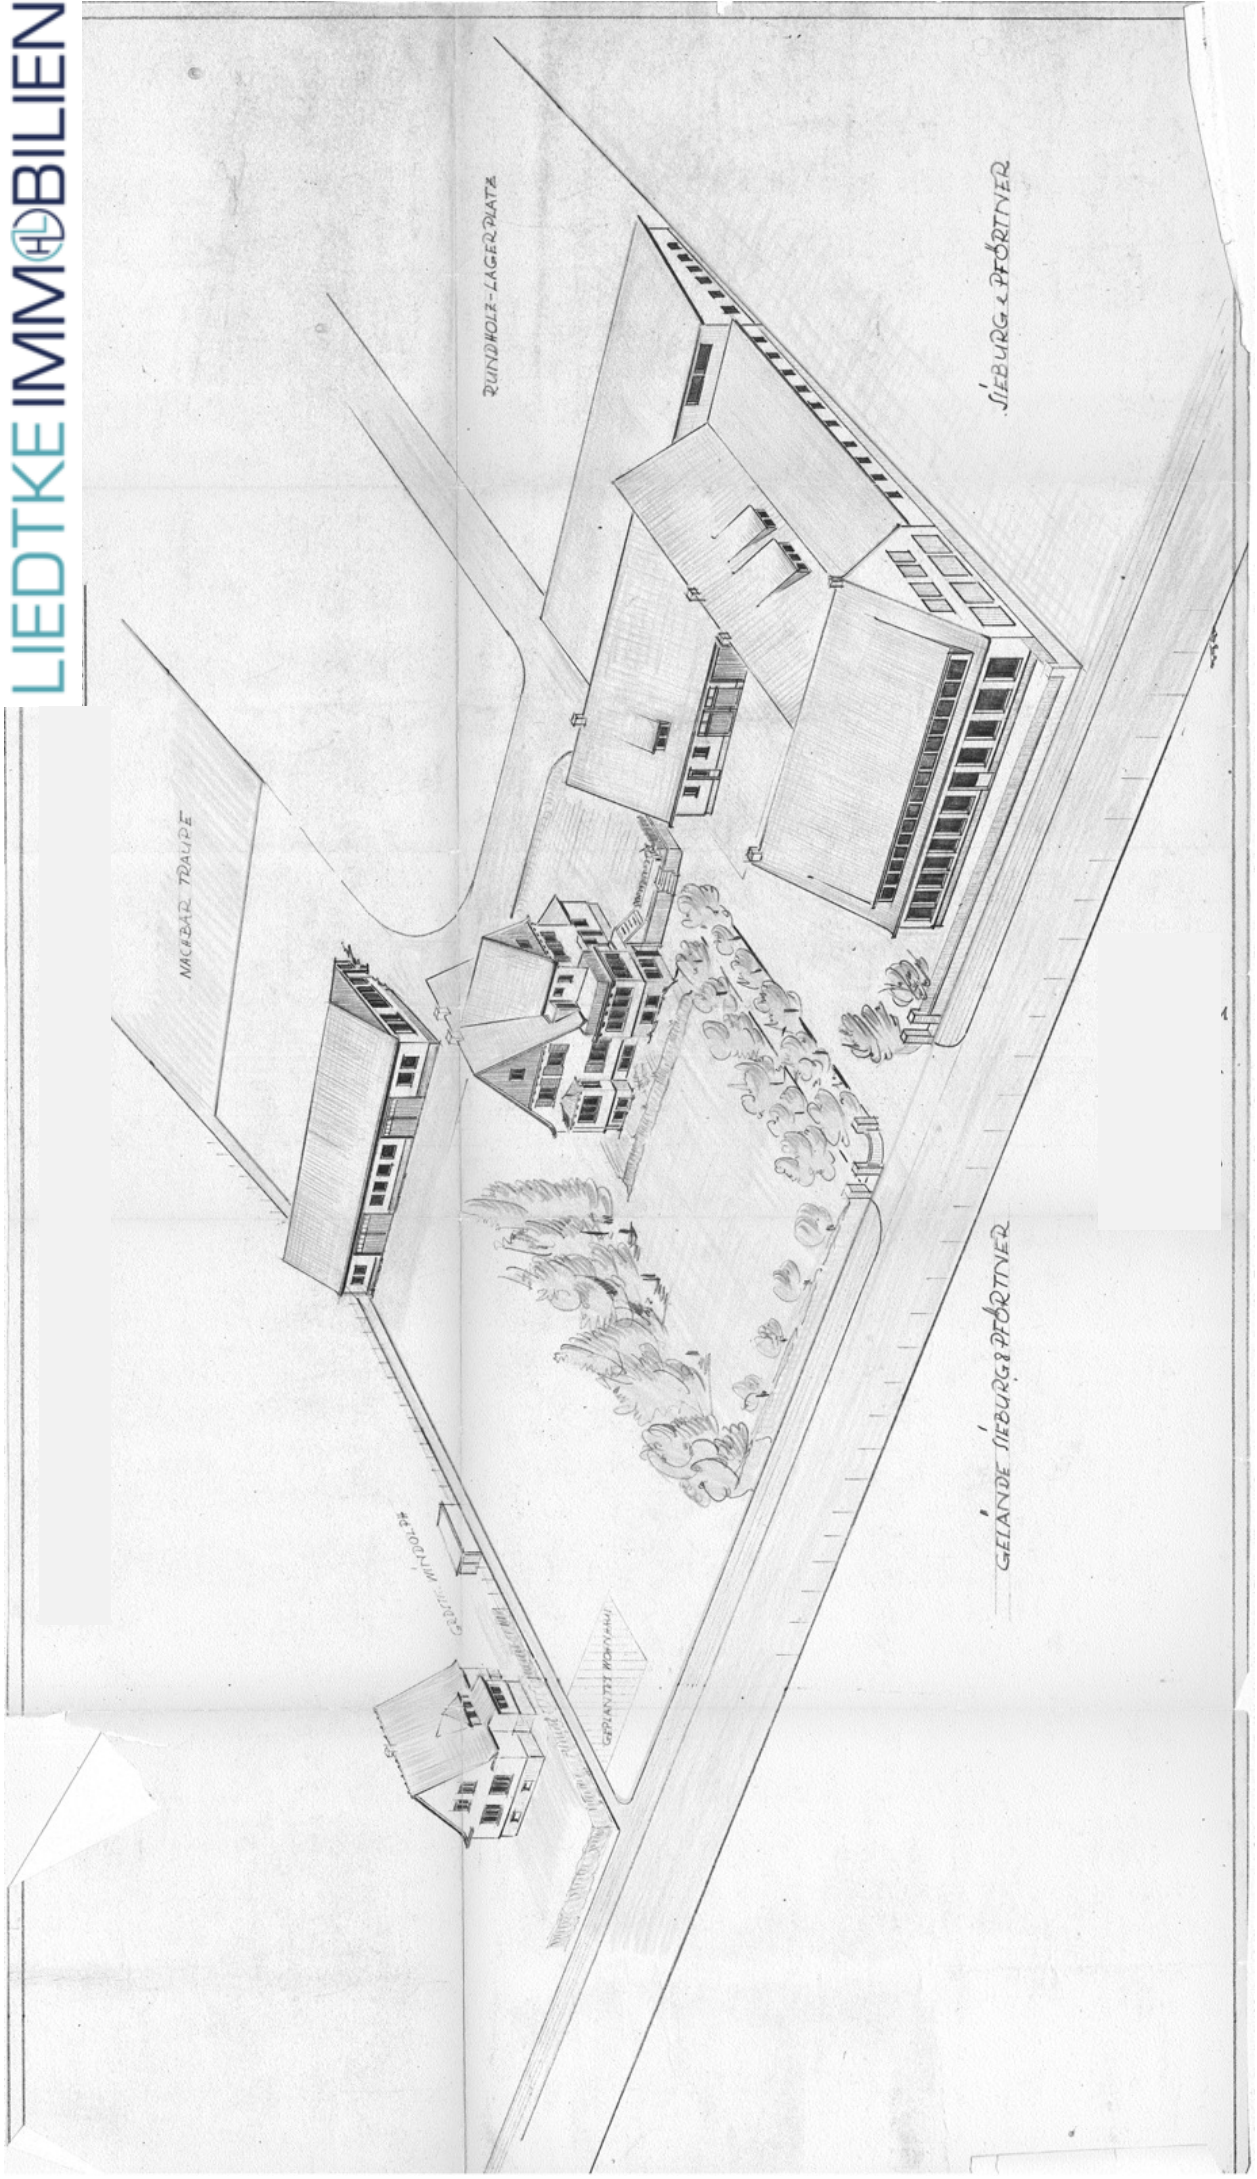 LIEDTKE IMMOBILIEN
NACHBAR TRAUPE
RUNDHOLZ-LAGERPLATZ
GEPLANTES WOHNHAUS
GELÄNDE SIEBURG & PFÖRTNER
SIEBURG & PFÖRTNER